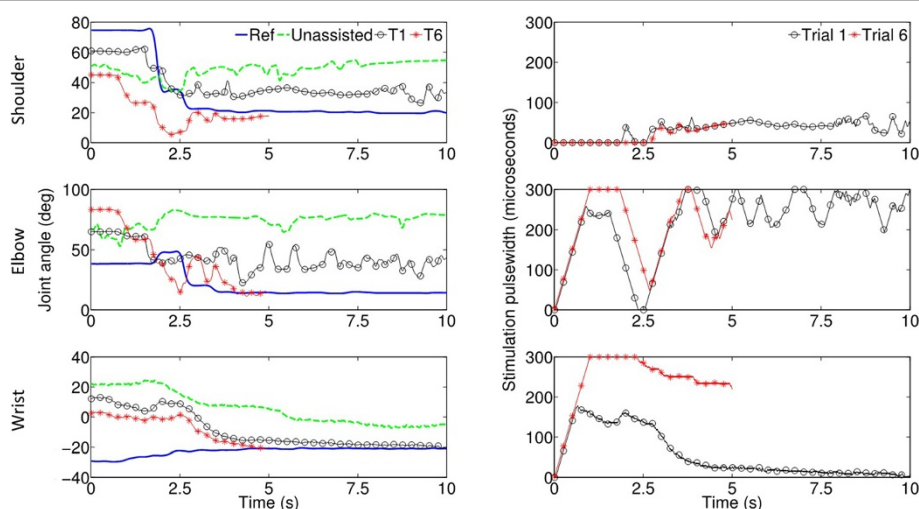 80
60
40
20
0
Shoulder
Ref Unassisted T1 T6
0 2.5 5 7.5 10
300
200
100
0
Trial 1 Trial 6
0 2.5 5 7.5 10
100
50
0
Elbow
Joint angle (deg)
0 2.5 5 7.5 10
300
200
100
0
Stimulation pulsewidth (microseconds)
0 2.5 5 7.5 10
40
20
0
−20
−40
Wrist
0 2.5 5 7.5 10
Time (s)
300
200
100
0
0 2.5 5 7.5 10
Time (s)